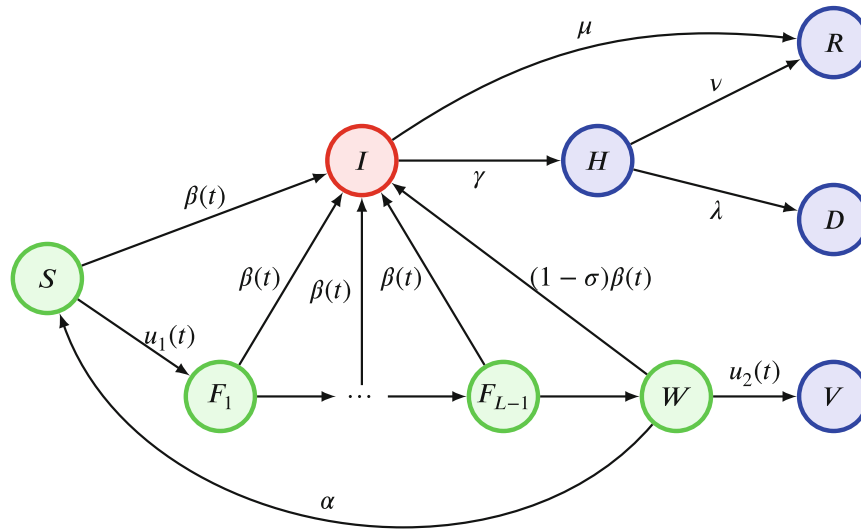 μ
R
ν
I
γ
H
β(t)
λ
D
S
β(t)
β(t)
β(t)
(1 − σ)β(t)
u₁(t)
u₂(t)
F₁
⋯
F_{L−1}
W
V
α